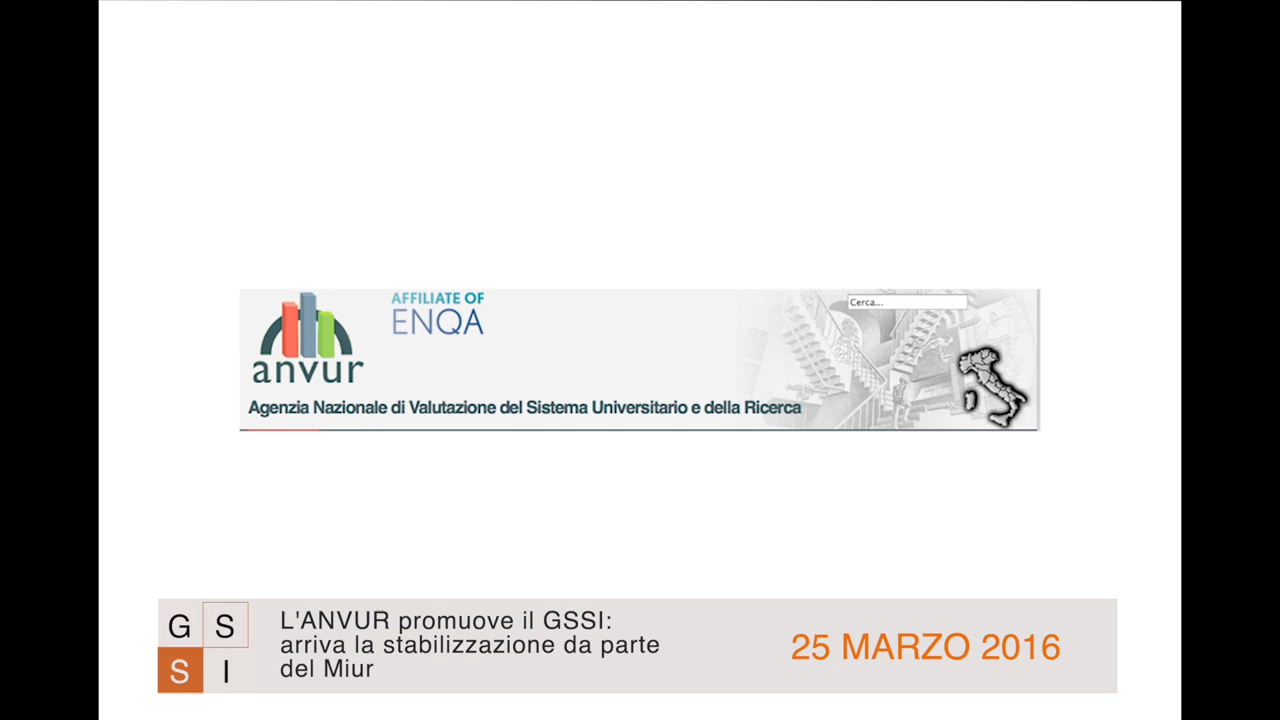 AFFILIATE OF
ENQA
Cerca...
anvur
Agenzia Nazionale di Valutazione del Sistema Universitario e della Ricerca
G S
S I
L'ANVUR promuove il GSSI:
arriva la stabilizzazione da parte
del Miur
25 MARZO 2016